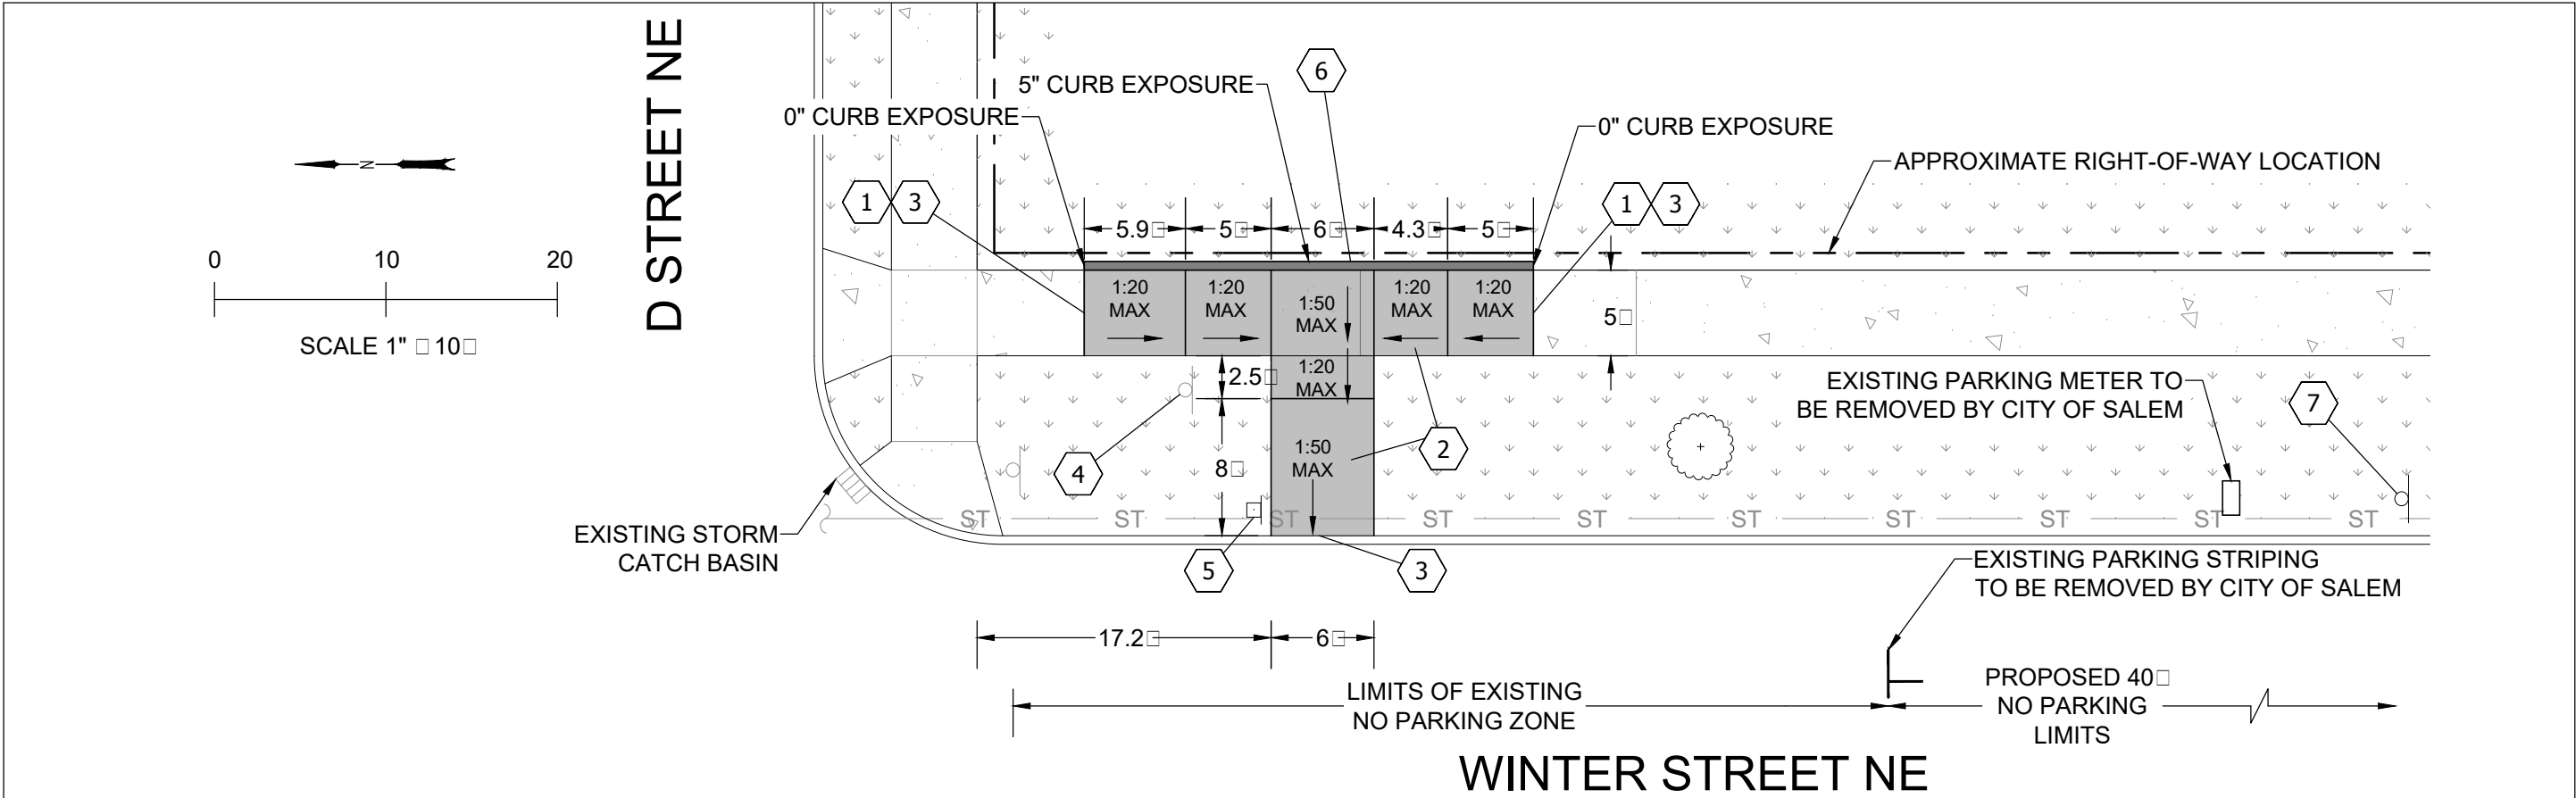 D STREET NE
5" CURB EXPOSURE
6
0" CURB EXPOSURE
0" CURB EXPOSURE
N
APPROXIMATE RIGHT-OF-WAY LOCATION
1 3
1 3
5.9□ 5□ 6□ 4.3□ 5□
0 10 20
SCALE 1" □ 10□
1:20
MAX
1:20
MAX
1:50
MAX
1:20
MAX
1:20
MAX
5□
2.5□
1:20
MAX
EXISTING PARKING METER TO
BE REMOVED BY CITY OF SALEM
7
4
8□
1:50
MAX
2
ST ST ST ST ST ST ST ST ST ST
EXISTING STORM
CATCH BASIN
5
3
EXISTING PARKING STRIPING
TO BE REMOVED BY CITY OF SALEM
17.2□ 6□
LIMITS OF EXISTING
NO PARKING ZONE
PROPOSED 40□
NO PARKING
LIMITS
WINTER STREET NE